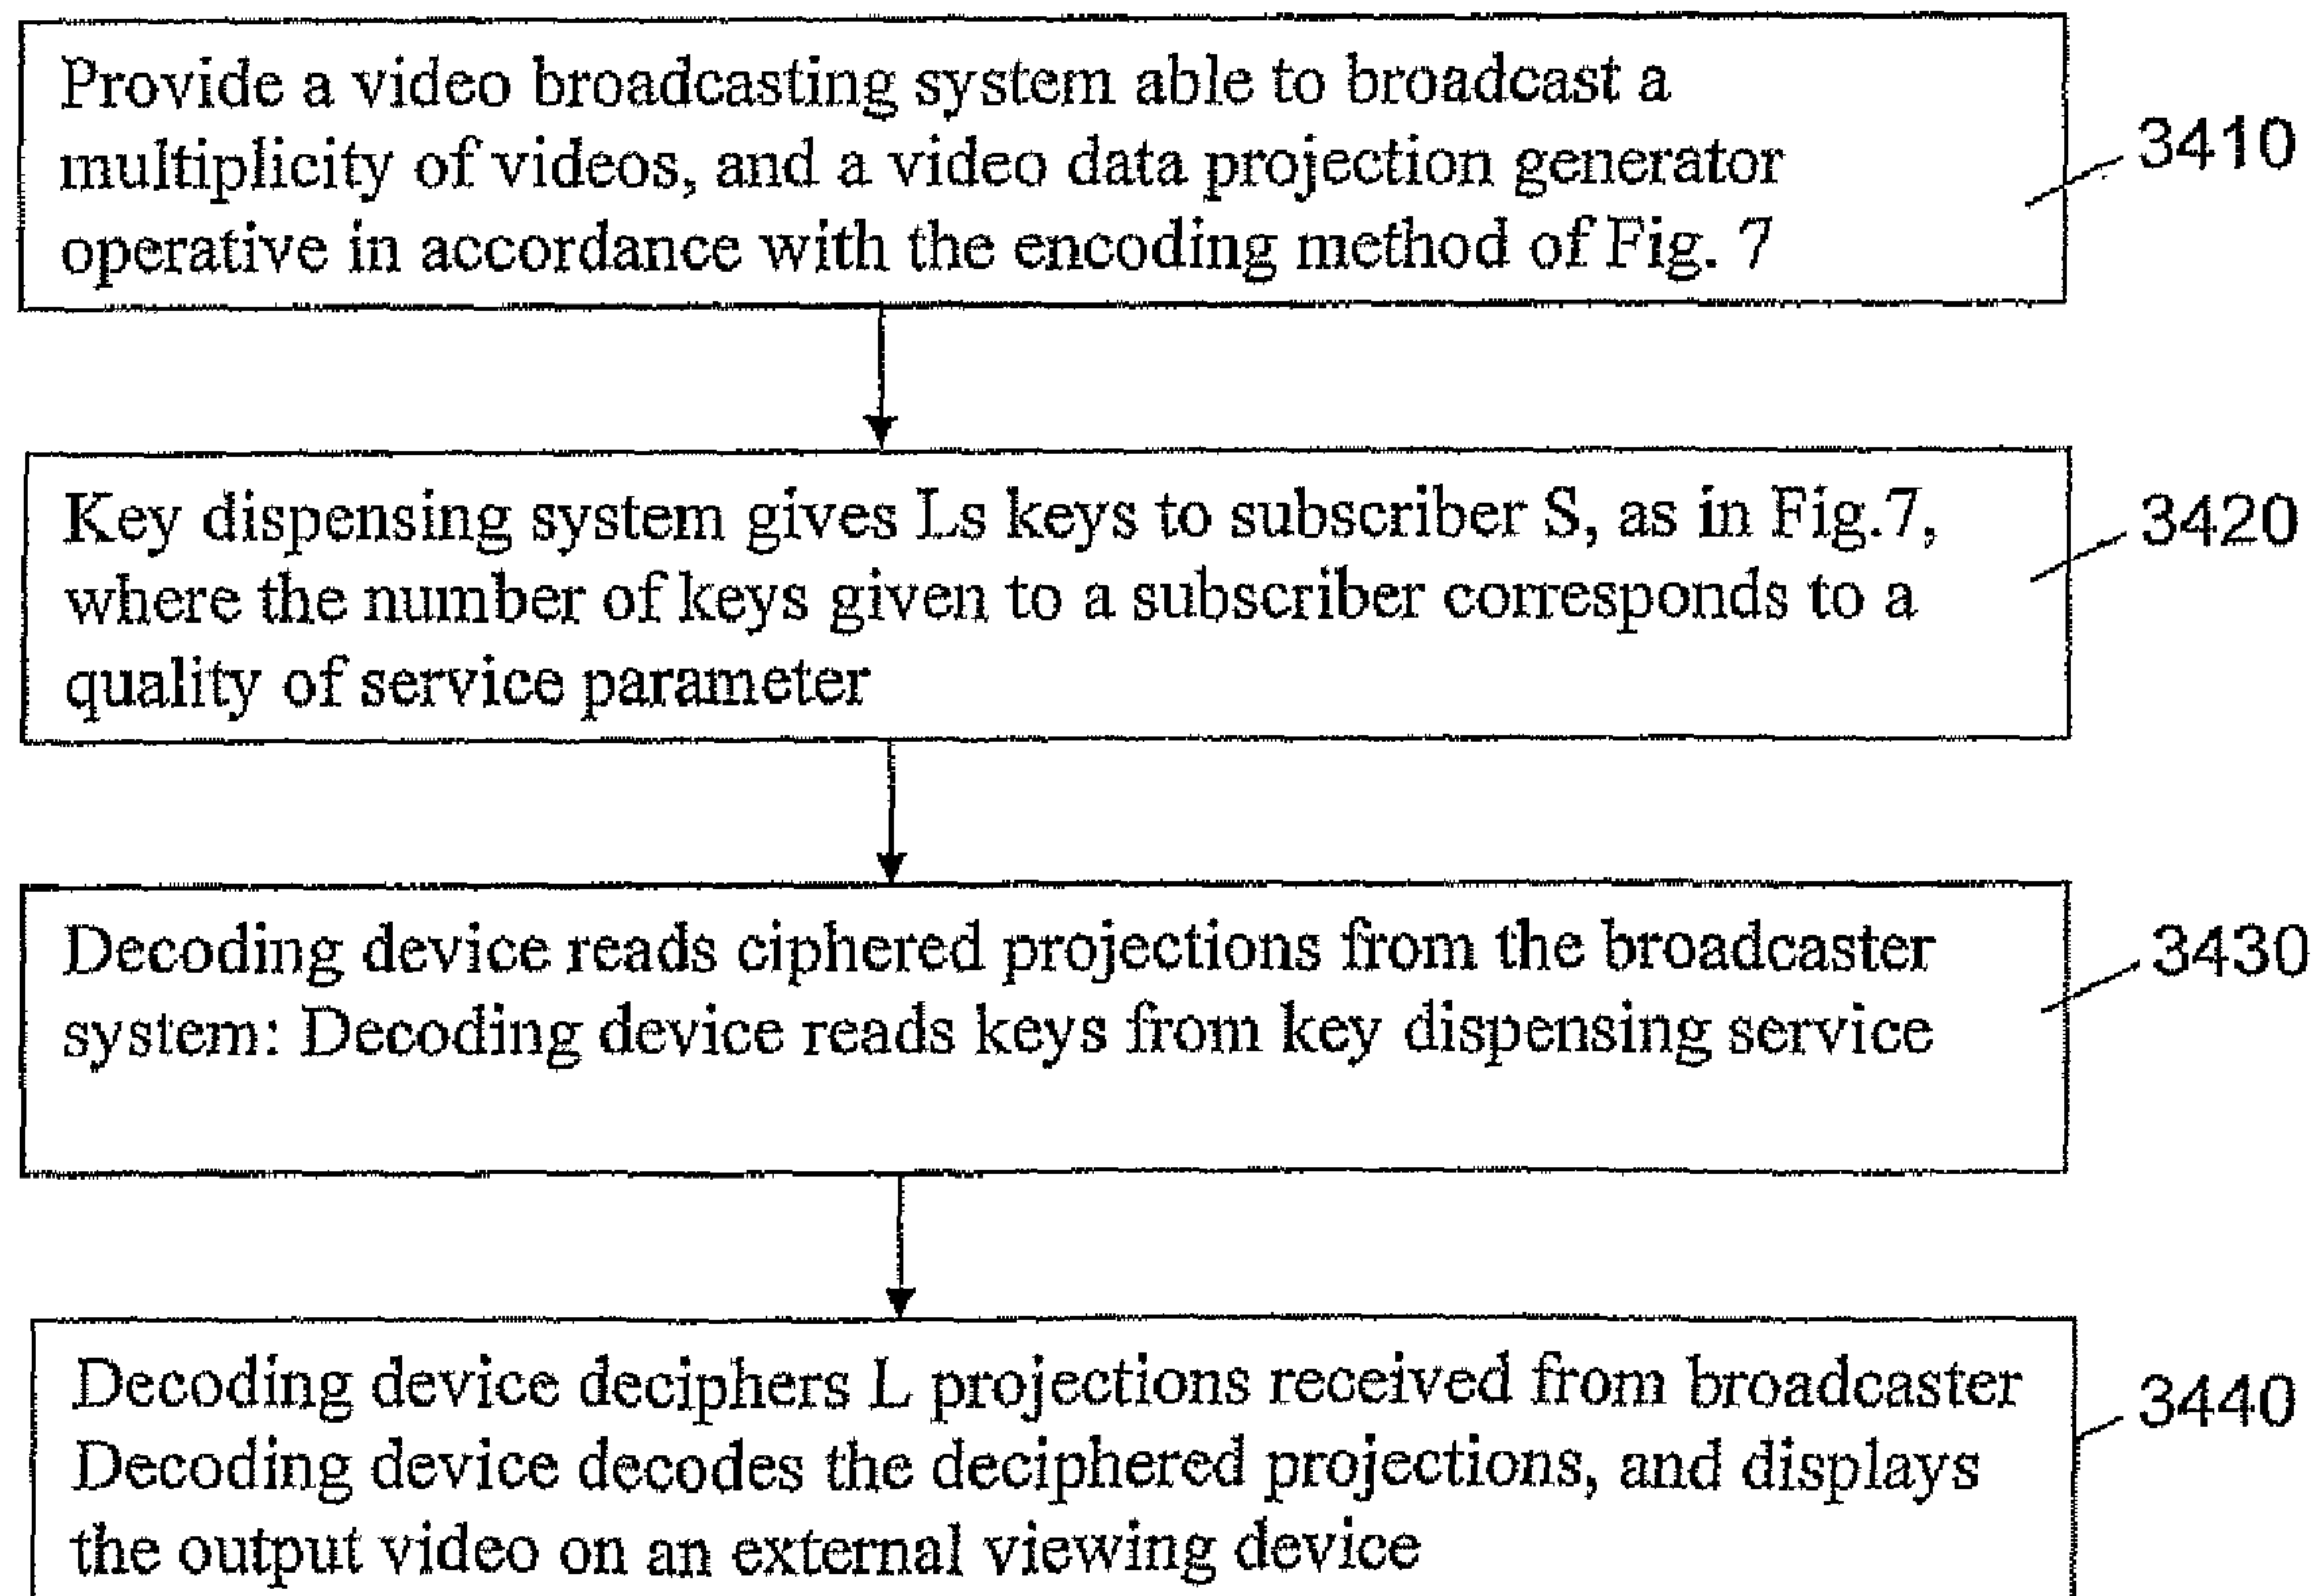 Provide a video broadcasting system able to broadcast a
multiplicity of videos, and a video data projection generator
operative in accordance with the encoding method of Fig. 7
3410
Key dispensing system gives Ls keys to subscriber S, as in Fig.7,
where the number of keys given to a subscriber corresponds to a
quality of service parameter
3420
Decoding device reads ciphered projections from the broadcaster
system: Decoding device reads keys from key dispensing service
3430
Decoding device deciphers L projections received from broadcaster
Decoding device decodes the deciphered projections, and displays
the output video on an external viewing device
3440